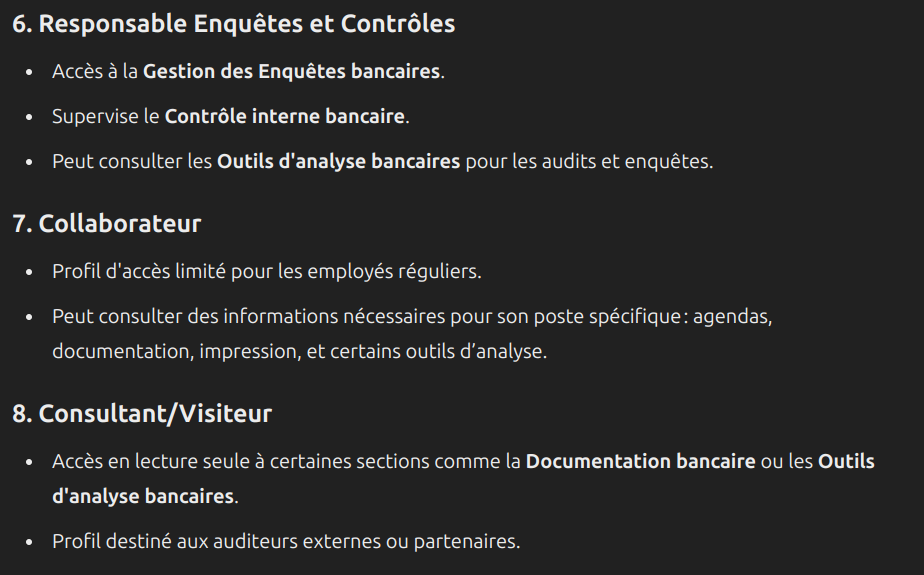 6. Responsable Enquêtes et Contrôles
• Accès à la Gestion des Enquêtes bancaires.
• Supervise le Contrôle interne bancaire.
• Peut consulter les Outils d'analyse bancaires pour les audits et enquêtes.
7. Collaborateur
• Profil d'accès limité pour les employés réguliers.
• Peut consulter des informations nécessaires pour son poste spécifique : agendas,
documentation, impression, et certains outils d’analyse.
8. Consultant/Visiteur
• Accès en lecture seule à certaines sections comme la Documentation bancaire ou les Outils
d'analyse bancaires.
• Profil destiné aux auditeurs externes ou partenaires.